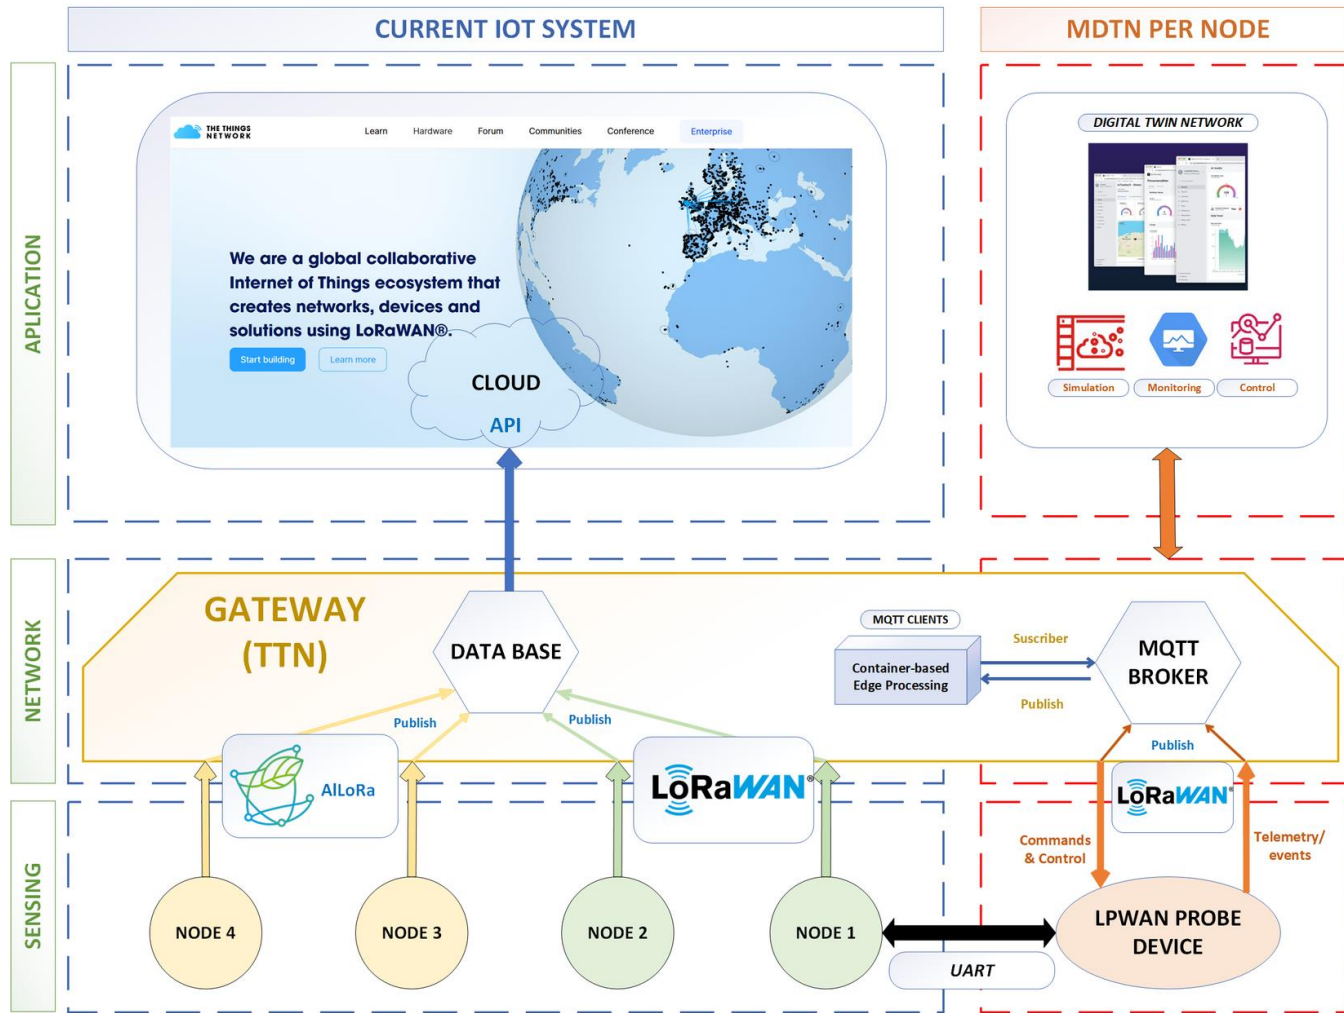 CURRENT IOT SYSTEM
MDTN PER NODE
APLICATION
THE THINGS
NETWORK
Learn
Hardware
Forum
Communities
Conference
Enterprise
We are a global collaborative
Internet of Things ecosystem that
creates networks, devices and
solutions using LoRaWAN®.
Start building
Learn more
CLOUD
API
DIGITAL TWIN NETWORK
Simulation
Monitoring
Control
NETWORK
GATEWAY
(TTN)
DATA BASE
Publish
Publish
MQTT CLIENTS
Container-based
Edge Processing
Suscriber
Publish
MQTT
BROKER
Publish
AlLoRa
LoRaWAN®
LoRaWAN®
SENSING
Commands
& Control
Telemetry/
events
NODE 4
NODE 3
NODE 2
NODE 1
UART
LPWAN PROBE
DEVICE